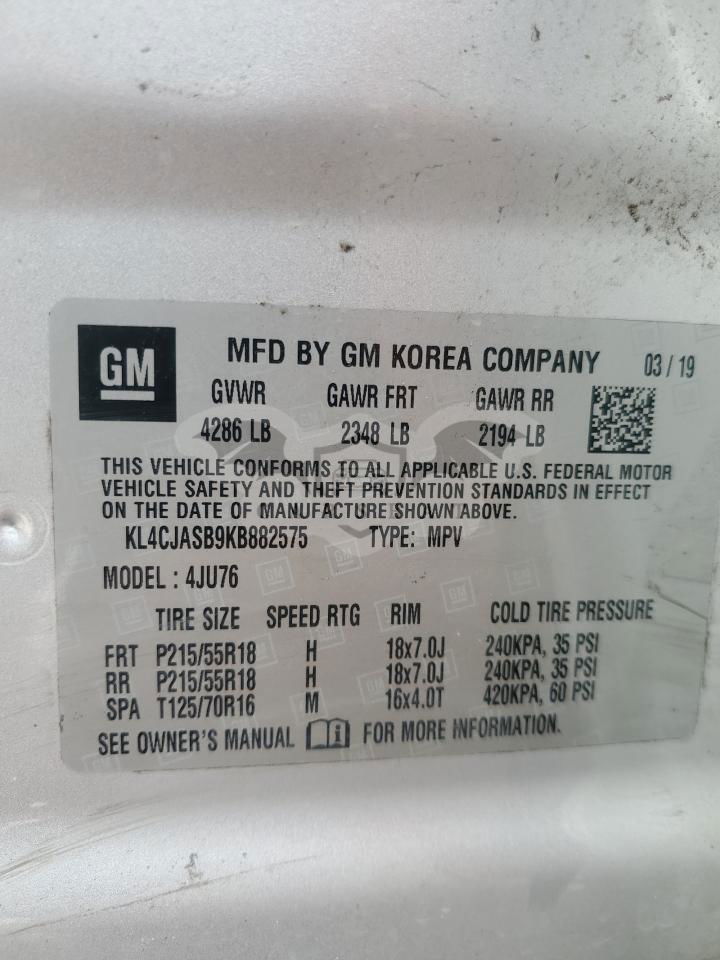 GM
MFD BY GM KOREA COMPANY 03/19
GVWR GAWR FRT GAWR RR
4286 LB 2348 LB 2194 LB
THIS VEHICLE CONFORMS TO ALL APPLICABLE U.S. FEDERAL MOTOR
VEHICLE SAFETY AND THEFT PREVENTION STANDARDS IN EFFECT
ON THE DATE OF MANUFACTURE SHOWN ABOVE.
KL4CJASB9KB882575 TYPE: MPV
MODEL : 4JU76
TIRE SIZE SPEED RTG RIM COLD TIRE PRESSURE
FRT P215/55R18 H 18x7.0J 240KPA, 35 PSI
RR P215/55R18 H 18x7.0J 240KPA, 35 PSI
SPA T125/70R16 M 16x4.0T 420KPA, 60 PSI
SEE OWNER'S MANUAL i FOR MORE INFORMATION.